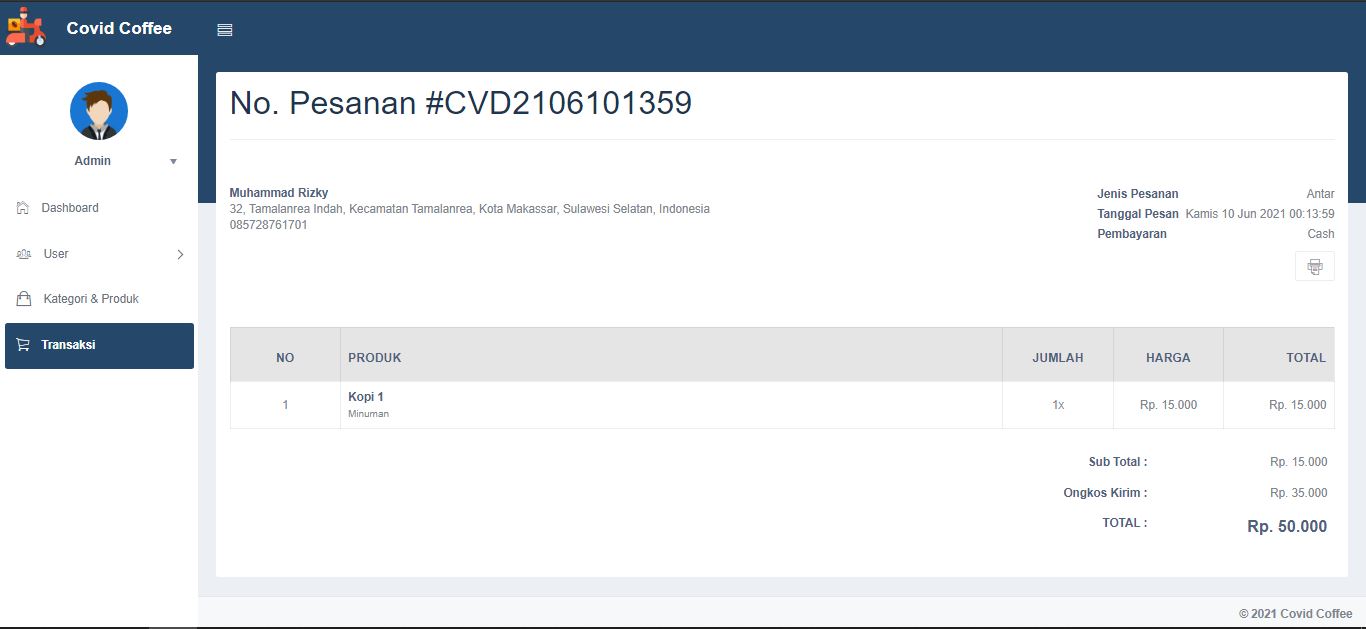 Covid Coffee
Admin
Dashboard
User
Kategori & Produk
Transaksi
No. Pesanan #CVD2106101359
Muhammad Rizky
32, Tamalanrea Indah, Kecamatan Tamalanrea, Kota Makassar, Sulawesi Selatan, Indonesia
085728761701
Jenis Pesanan Antar
Tanggal Pesan Kamis 10 Jun 2021 00:13:59
Pembayaran Cash
NO PRODUK JUMLAH HARGA TOTAL
1 Kopi 1 1x Rp. 15.000 Rp. 15.000
Minuman
Sub Total : Rp. 15.000
Ongkos Kirim : Rp. 35.000
TOTAL : Rp. 50.000
© 2021 Covid Coffee